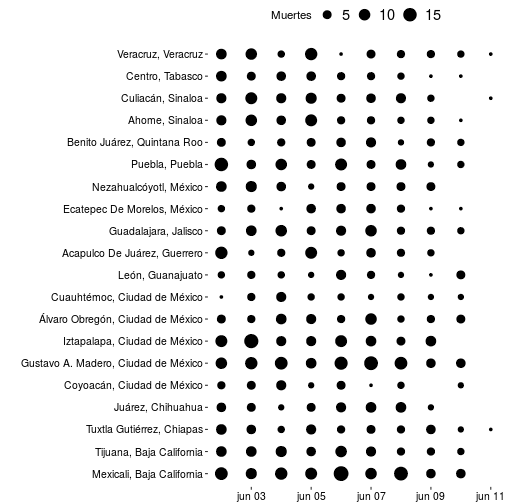 Muertes 5 10 15
Veracruz, Veracruz
Centro, Tabasco
Culiacán, Sinaloa
Ahome, Sinaloa
Benito Juárez, Quintana Roo
Puebla, Puebla
Nezahualcóyotl, México
Ecatepec De Morelos, México
Guadalajara, Jalisco
Acapulco De Juárez, Guerrero
León, Guanajuato
Cuauhtémoc, Ciudad de México
Álvaro Obregón, Ciudad de México
Iztapalapa, Ciudad de México
Gustavo A. Madero, Ciudad de México
Coyoacán, Ciudad de México
Juárez, Chihuahua
Tuxtla Gutiérrez, Chiapas
Tijuana, Baja California
Mexicali, Baja California
jun 03 jun 05 jun 07 jun 09 jun 11